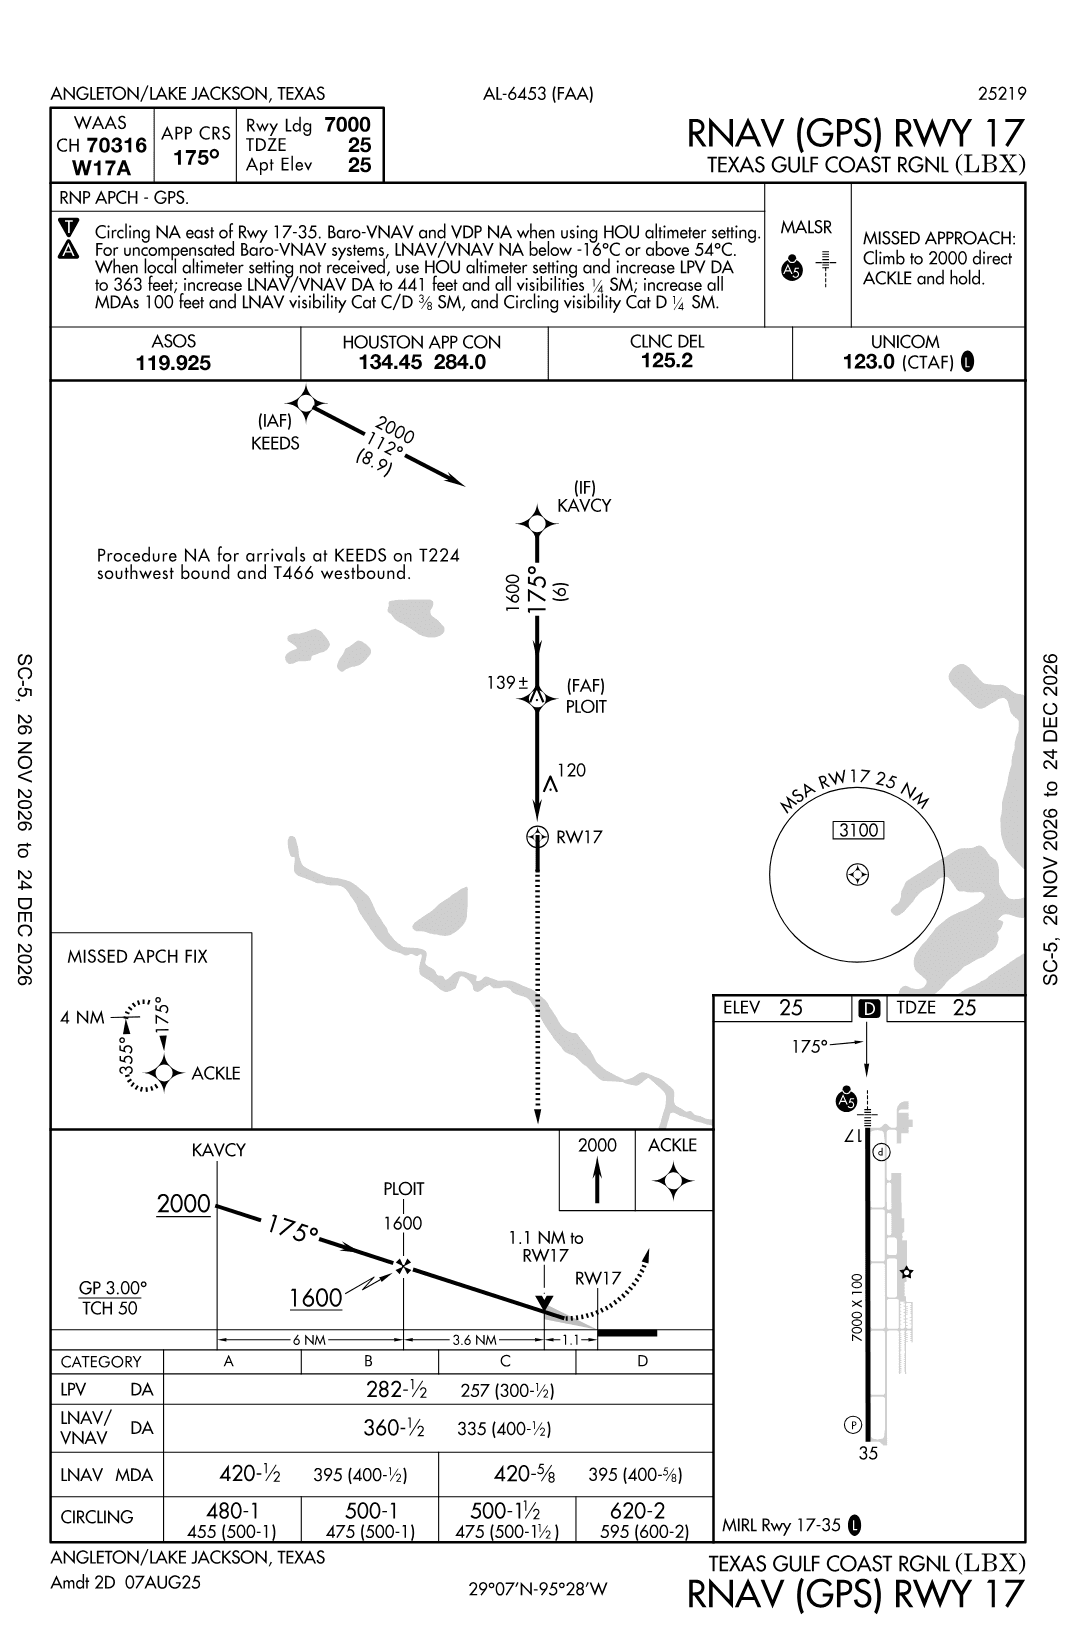 ANGLETON/LAKE JACKSON, TEXAS
AL-6453 (FAA)
25219
WAAS
CH 70316
W17A
APP CRS
175°
Rwy Ldg 7000
TDZE 25
Apt Elev 25
RNAV (GPS) RWY 17
TEXAS GULF COAST RGNL (LBX)
RNP APCH - GPS.
T
A
Circling NA east of Rwy 17-35. Baro-VNAV and VDP NA when using HOU altimeter setting.
For uncompensated Baro-VNAV systems, LNAV/VNAV NA below -16°C or above 54°C.
When local altimeter setting not received, use HOU altimeter setting and increase LPV DA
to 363 feet; increase LNAV/VNAV DA to 441 feet and all visibilities ¼ SM; increase all
MDAs 100 feet and LNAV visibility Cat C/D ⅜ SM, and Circling visibility Cat D ¼ SM.
MALSR
A5
MISSED APPROACH:
Climb to 2000 direct
ACKLE and hold.
ASOS
119.925
HOUSTON APP CON
134.45 284.0
CLNC DEL
125.2
UNICOM
123.0 (CTAF) L
(IAF)
KEEDS
2000
112°
(8.9)
(IF)
KAVCY
Procedure NA for arrivals at KEEDS on T224
southwest bound and T466 westbound.
1600
175°
(6)
139±
(FAF)
PLOIT
120
RW17
MSA RW17 25 NM
3100
SC-5, 26 NOV 2026 to 24 DEC 2026
SC-5, 26 NOV 2026 to 24 DEC 2026
MISSED APCH FIX
4 NM
175°
355°
ACKLE
ELEV 25
D
TDZE 25
175°
A5
17
P
7000 X 100
P
35
MIRL Rwy 17-35 L
KAVCY
2000
175°
PLOIT
1600
1600
GP 3.00°
TCH 50
1.1 NM to
RW17
RW17
2000
ACKLE
6 NM
3.6 NM
1.1
CATEGORY A B C D
LPV DA 282-½ 257 (300-½)
LNAV/
VNAV DA 360-½ 335 (400-½)
LNAV MDA 420-½ 395 (400-½) 420-⅝ 395 (400-⅝)
CIRCLING
480-1 500-1 500-1½ 620-2
455 (500-1) 475 (500-1) 475 (500-1½) 595 (600-2)
ANGLETON/LAKE JACKSON, TEXAS
Amdt 2D 07AUG25
29°07'N-95°28'W
TEXAS GULF COAST RGNL (LBX)
RNAV (GPS) RWY 17